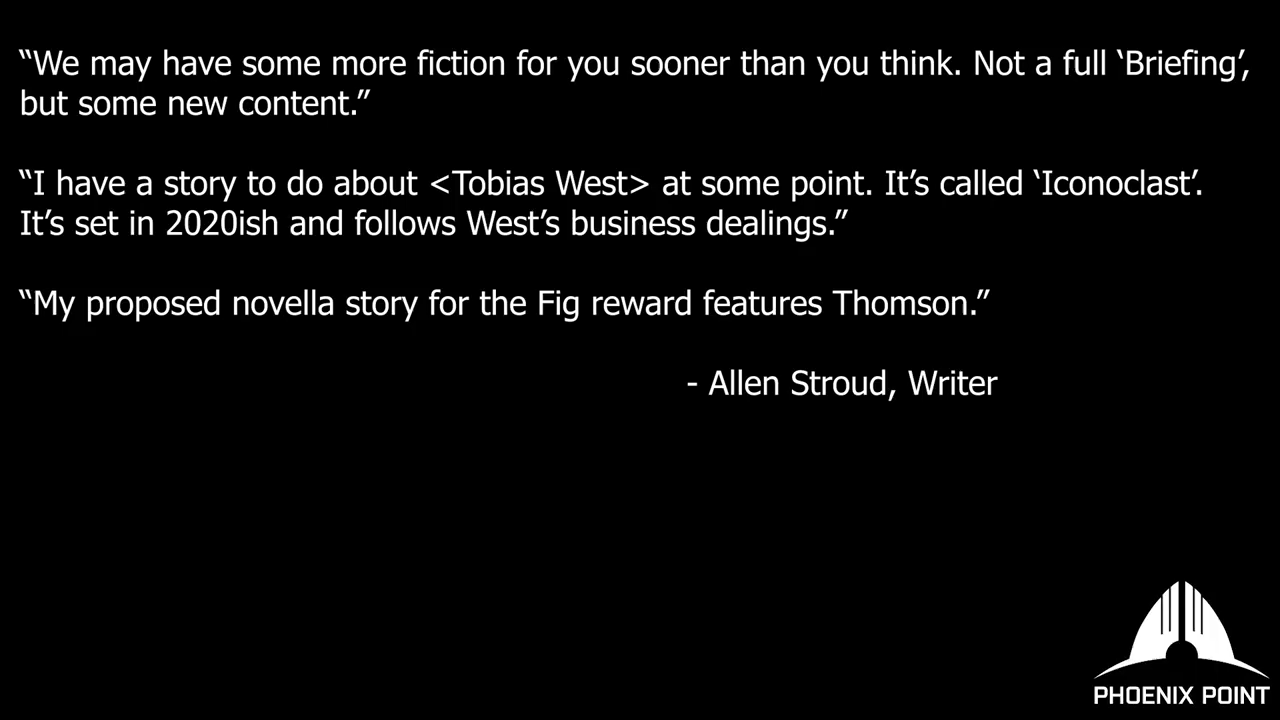 “We may have some more fiction for you sooner than you think. Not a full ‘Briefing’,
but some new content.”
“I have a story to do about <Tobias West> at some point. It’s called ‘Iconoclast’.
It’s set in 2020ish and follows West’s business dealings.”
“My proposed novella story for the Fig reward features Thomson.”
- Allen Stroud, Writer
PHOENIX POINT